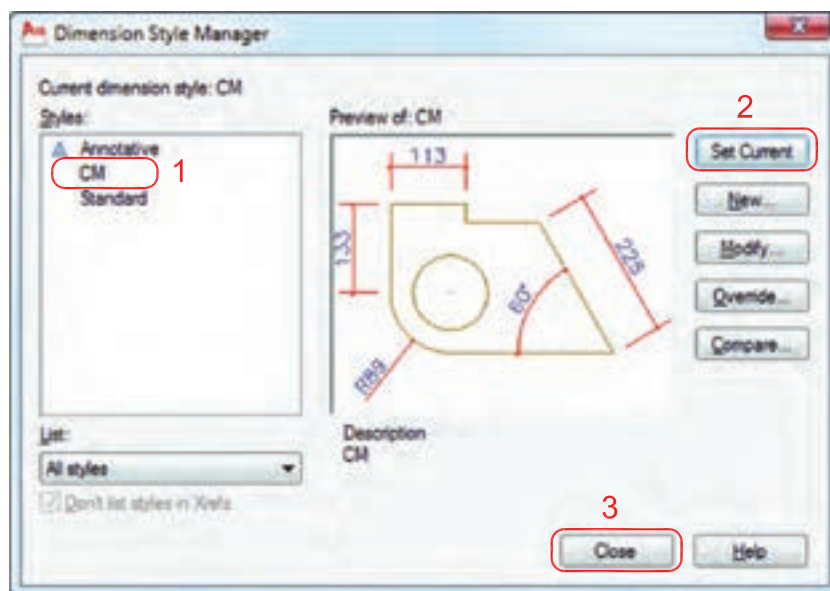 Dimension Style Manager
Current dimension style: CM
Styles:
Annotative
CM
Standard
1
Preview of: CM
113
133
225
60°
R89
2
Set Current
New...
Modify...
Override...
Compare...
List:
All styles
Don't list styles in Xrefs
Description
CM
3
Close
Help